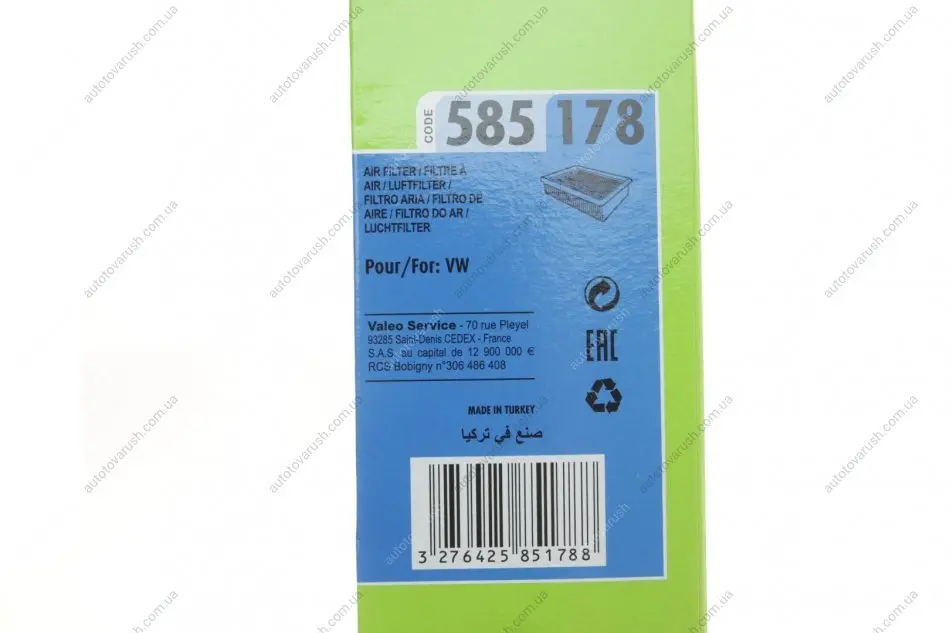 CODE 585 178
AIR FILTER / FILTRE À
AIR / LUFTFILTER /
FILTRO ARIA / FILTRO DE
AIRE / FILTRO DO AR /
LUCHTFILTER
Pour/For: VW
Valeo Service - 70 rue Pleyel
93285 Saint-Denis CEDEX - France
S.A.S. au capital de 12 900 000 €
RCS Bobigny n°306 486 408
EAC
MADE IN TURKEY
صنع في تركيا
3 276425 851788
autotovarush.com.ua